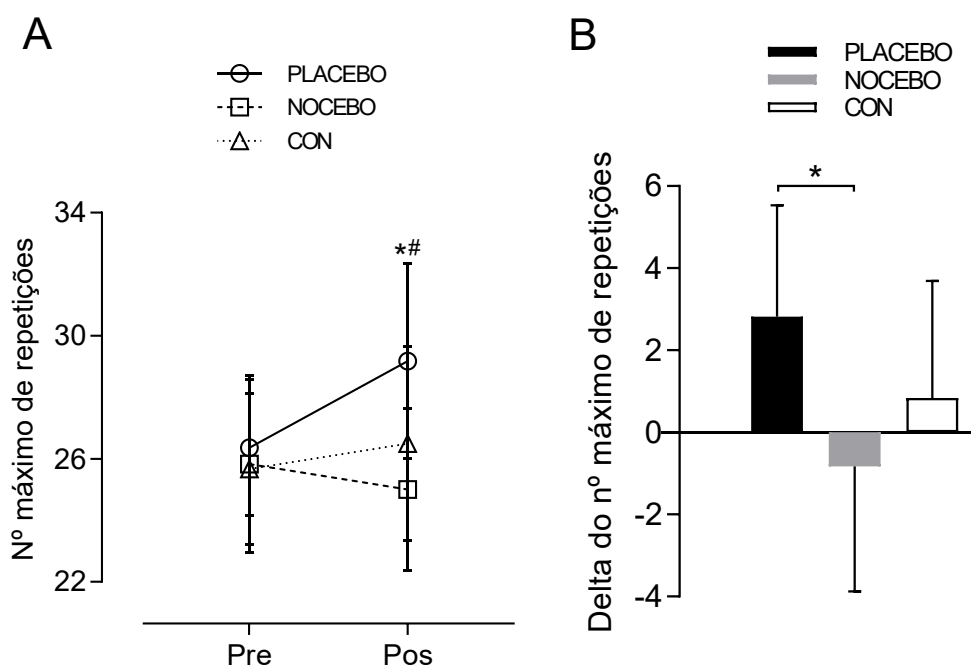 A
PLACEBO
NOCEBO
CON
Nº máximo de repetições
34
30
26
22
*#
Pre
Pos
B
PLACEBO
NOCEBO
CON
Delta do nº máximo de repetições
6
4
2
0
-2
-4
*